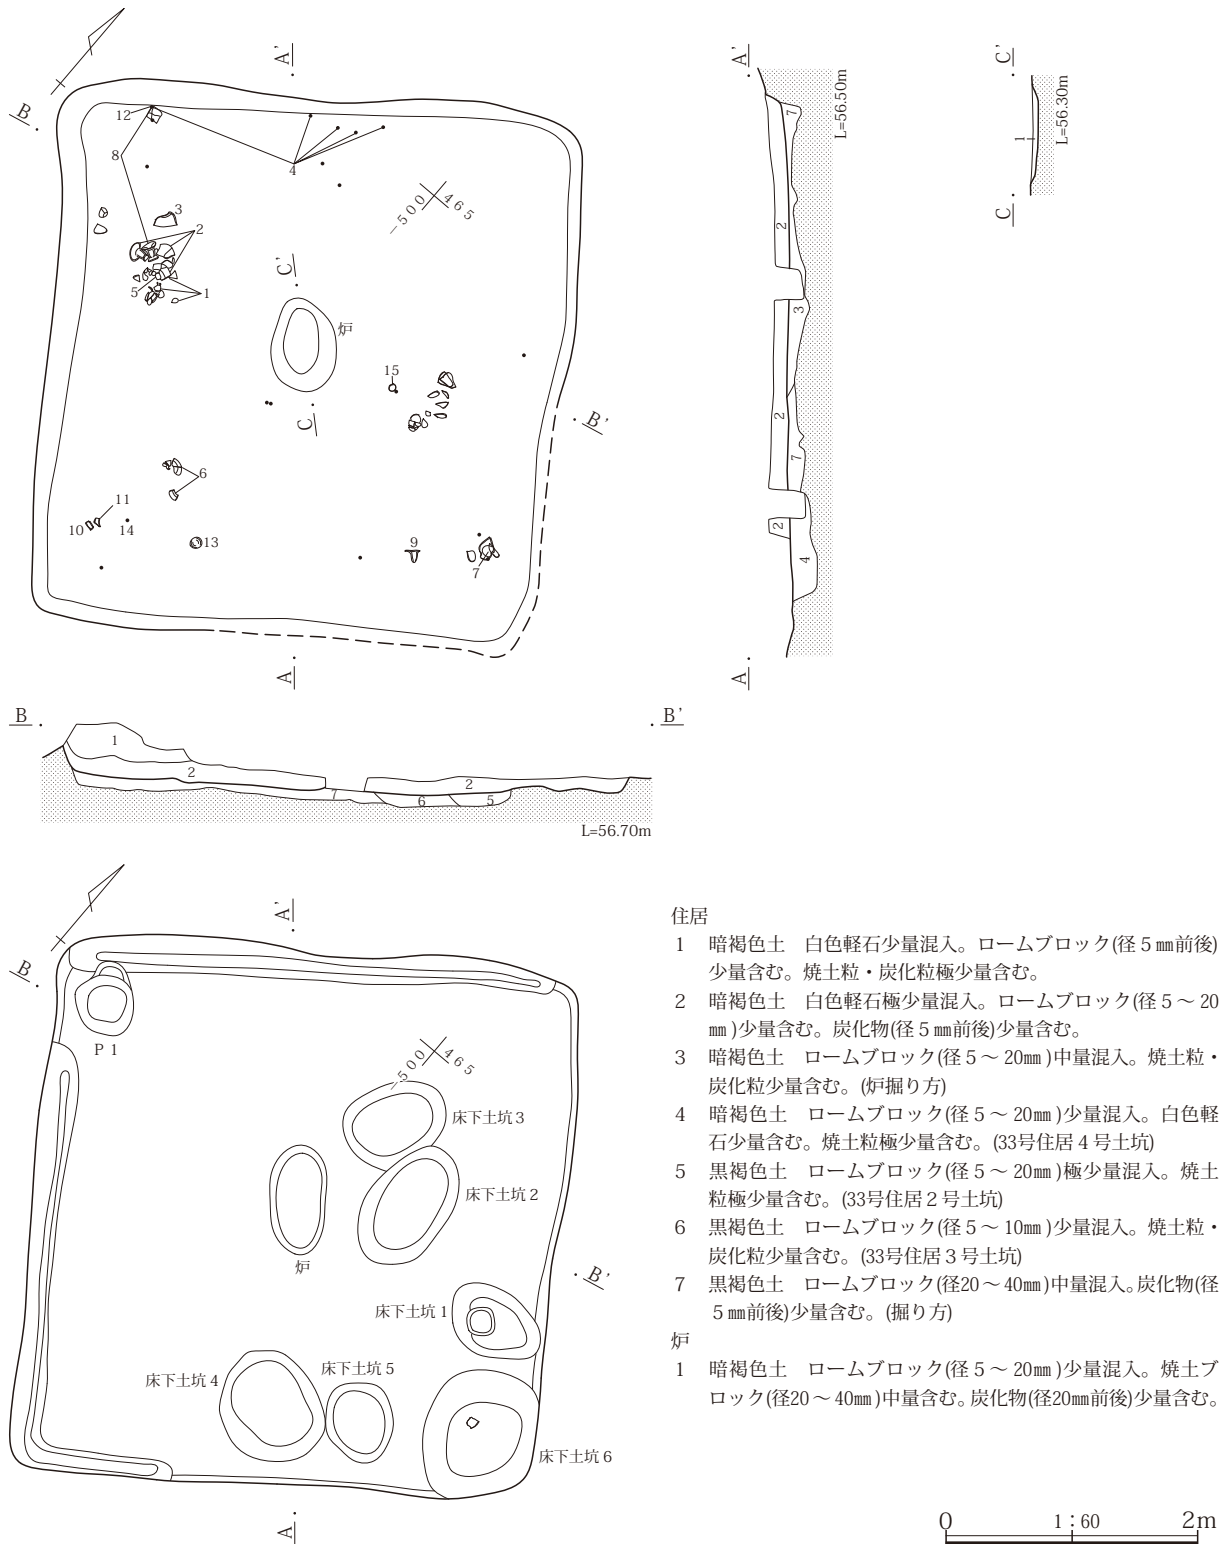 A'
B
12
8
4
3
2
5
1
-500
465
C'
炉
15
C
B'
6
11
10
14
13
9
7
A
A'
7
2
3
2
7
2
4
L=56.50m
A
C'
1
L=56.30m
C
B
B'
1
2
2
7
6
5
L=56.70m
A'
B
P 1
-500
465
床下土坑 3
床下土坑 2
炉
B'
床下土坑 1
床下土坑 4
床下土坑 5
床下土坑 6
A
住居
1 暗褐色土 白色軽石少量混入。ロームブロック(径５㎜前後)
少量含む。焼土粒・炭化粒極少量含む。
2 暗褐色土 白色軽石極少量混入。ロームブロック(径５～20
㎜)少量含む。炭化物(径５㎜前後)少量含む。
3 暗褐色土 ロームブロック(径５～20㎜)中量混入。焼土粒・
炭化粒少量含む。(炉掘り方)
4 暗褐色土 ロームブロック(径５～20㎜)少量混入。白色軽
石少量含む。焼土粒極少量含む。(33号住居４号土坑)
5 黒褐色土 ロームブロック(径５～20㎜)極少量混入。焼土
粒極少量含む。(33号住居２号土坑)
6 黒褐色土 ロームブロック(径５～10㎜)少量混入。焼土粒・
炭化粒少量含む。(33号住居３号土坑)
7 黒褐色土 ロームブロック(径20～40㎜)中量混入。炭化物(径
５㎜前後)少量含む。(掘り方)
炉
1 暗褐色土 ロームブロック(径５～20㎜)少量混入。焼土ブ
ロック(径20～40㎜)中量含む。炭化物(径20㎜前後)少量含む。
0 1：60 2m